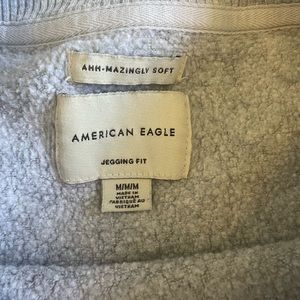 AHH-MAZINGLY SOFT
AMERICAN EAGLE
JEGGING FIT
M/M/M
MADE IN
VIETNAM
FABRIQUÉ AU
VIETNAM